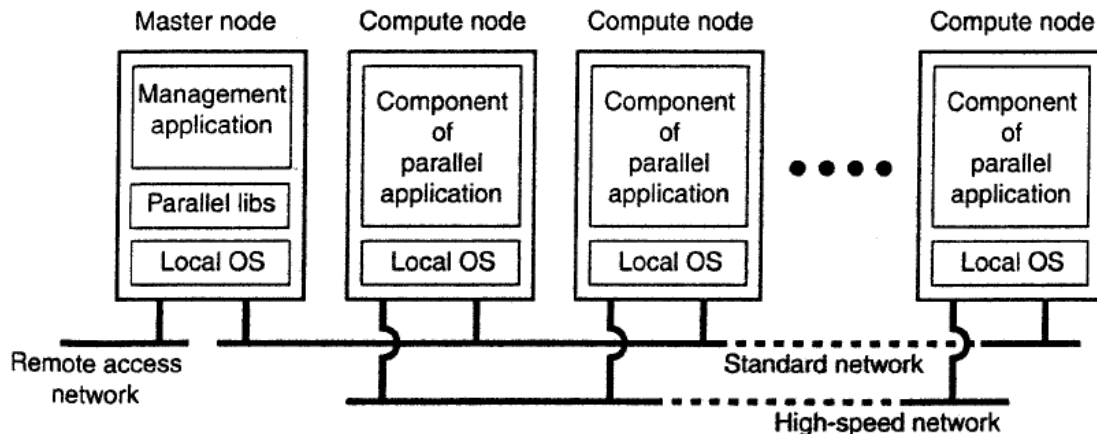 Master node
Compute node
Compute node
Compute node
Management
application
Parallel libs
Local OS
Component
of
parallel
application
Local OS
Component
of
parallel
application
Local OS
Component
of
parallel
application
Local OS
Remote access
network
Standard network
High-speed network